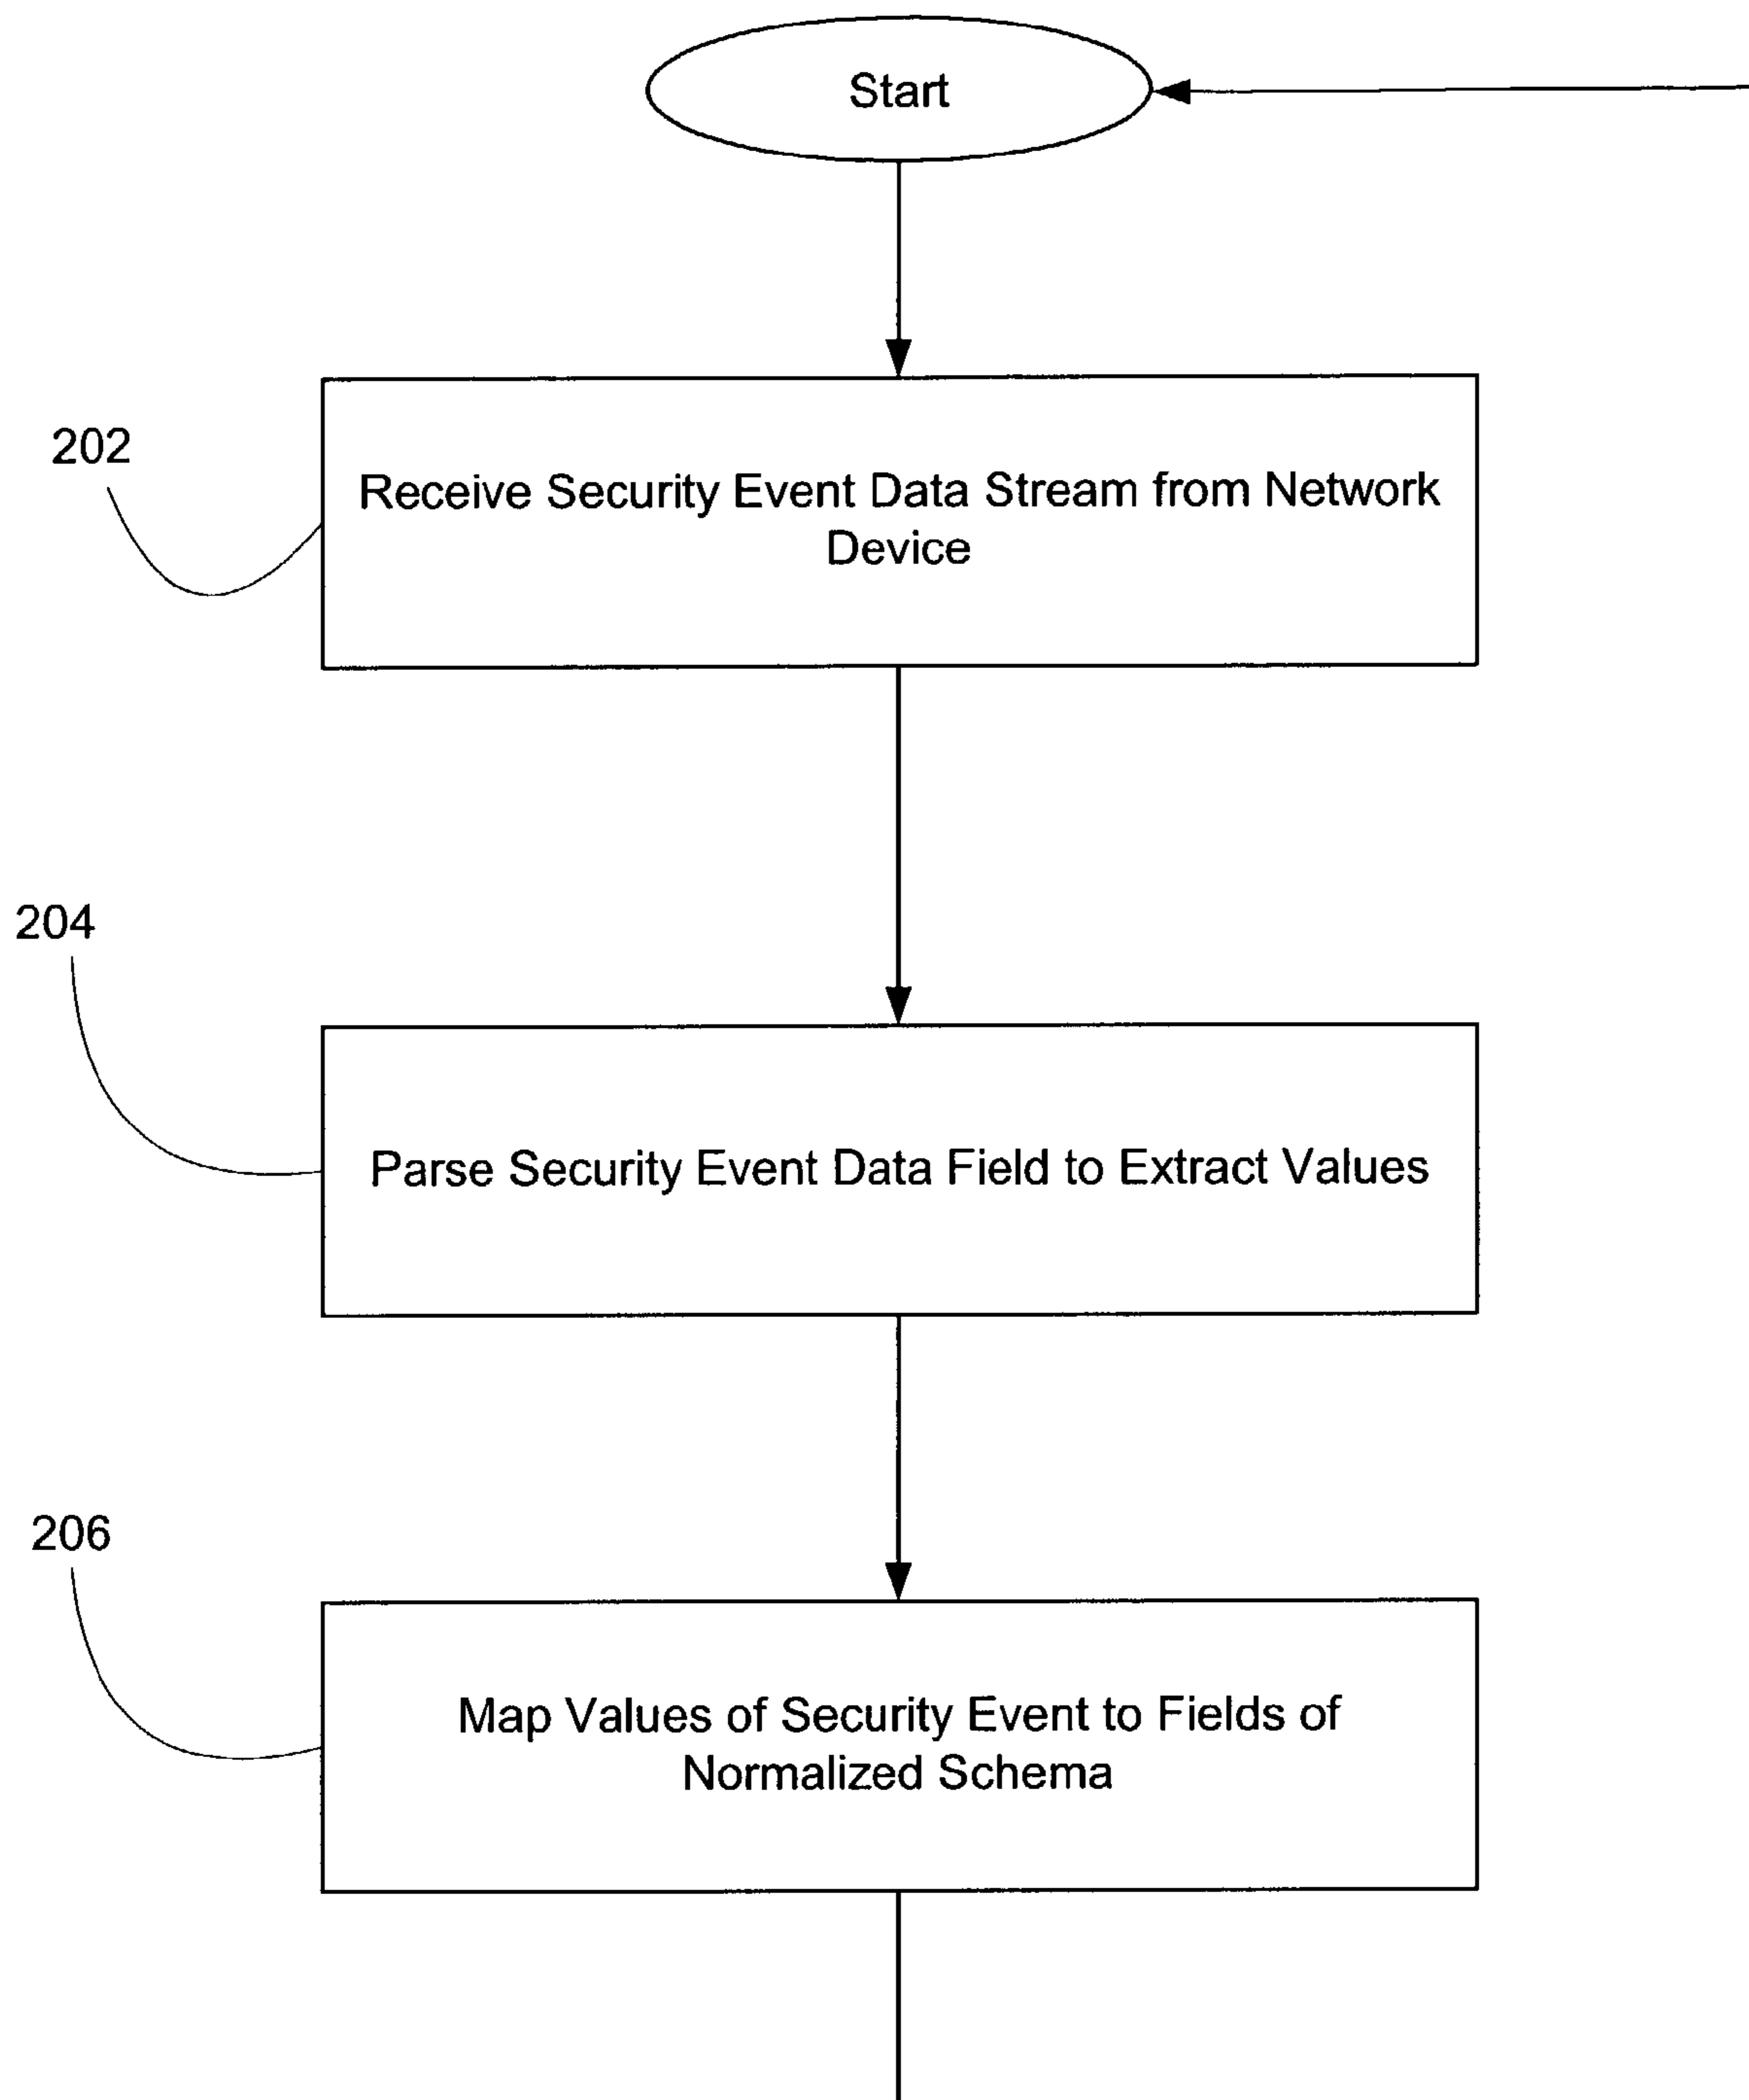 Start
202
Receive Security Event Data Stream from Network
Device
204
Parse Security Event Data Field to Extract Values
206
Map Values of Security Event to Fields of
Normalized Schema